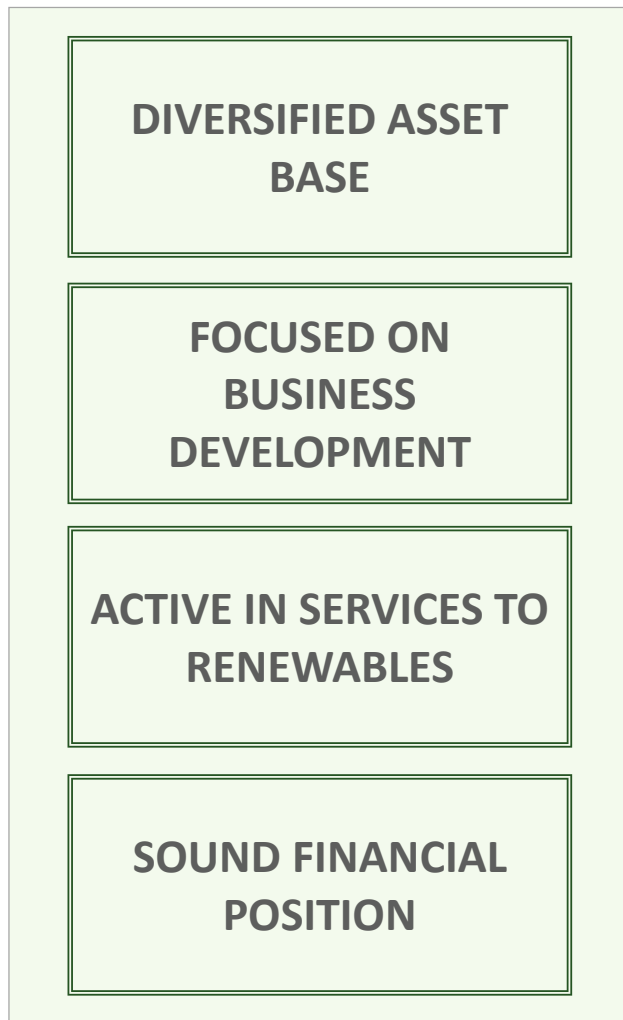 DIVERSIFIED ASSET
BASE
FOCUSED ON
BUSINESS
DEVELOPMENT
ACTIVE IN SERVICES TO
RENEWABLES
SOUND FINANCIAL
POSITION